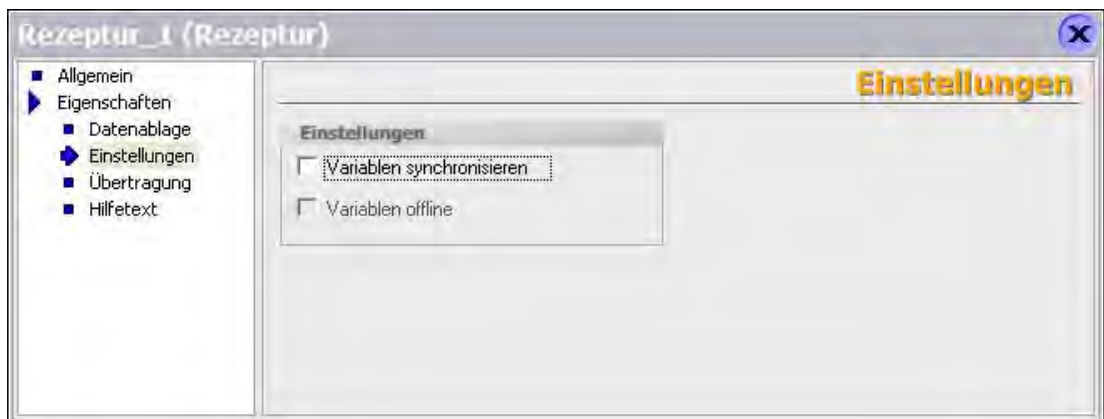 Rezeptur_1 (Rezeptur)
Allgemein
Eigenschaften
Datenablage
Einstellungen
Übertragung
Hilfetext
Einstellungen
Einstellungen
Variablen synchronisieren
Variablen offline